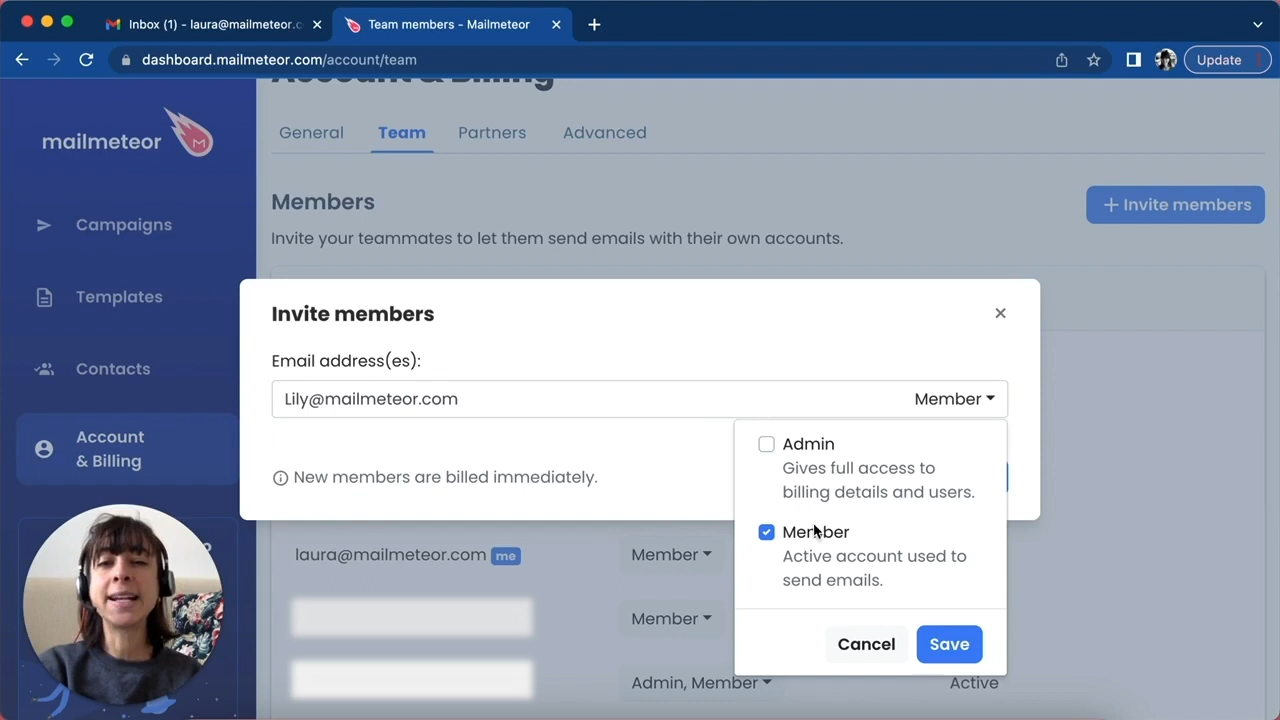 Inbox (1) - laura@mailmeteor.c
Team members - Mailmeteor
dashboard.mailmeteor.com/account/team
Update
mailmeteor
Campaigns
Templates
Contacts
Account
& Billing
Account & Billing
General
Team
Partners
Advanced
Members
+ Invite members
Invite your teammates to let them send emails with their own accounts.
Invite members
Email address(es):
Lily@mailmeteor.com
Member
Admin
Gives full access to
billing details and users.
New members are billed immediately.
Member
Active account used to
send emails.
Cancel
Save
laura@mailmeteor.com me
Member
Member
Admin, Member
Active